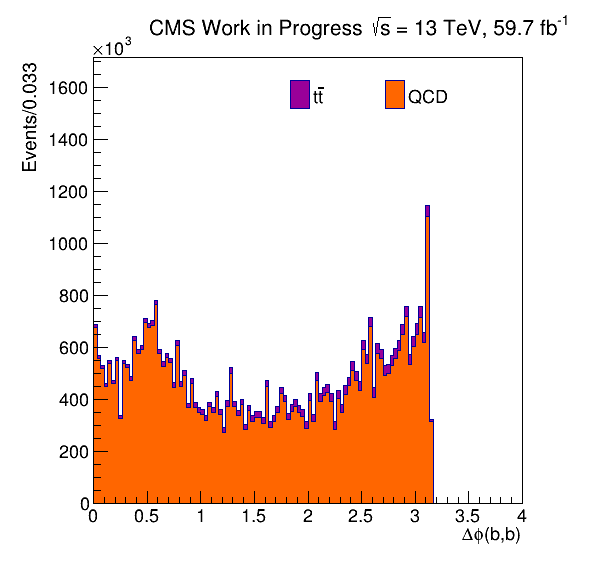 CMS Work in Progress √s = 13 TeV, 59.7 fb⁻¹
×10³
Events/0.033
tt̄
QCD
1600
1400
1200
1000
800
600
400
200
0
0 0.5 1 1.5 2 2.5 3 3.5 4
Δϕ(b,b)